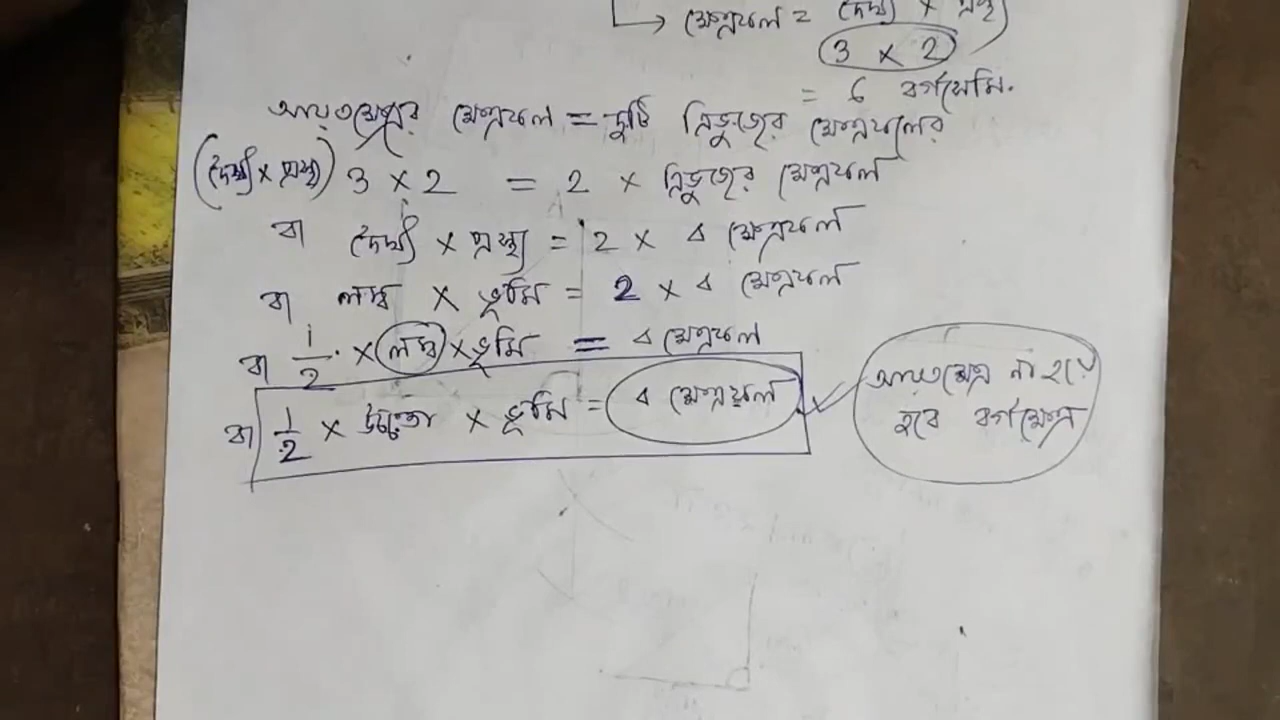 ক্ষেত্রফল = দৈর্ঘ্য × প্রস্থ
3 × 2
= 6 বর্গসেমি.
আয়তক্ষেত্রের ক্ষেত্রফল = দুটি ত্রিভুজের ক্ষেত্রফলের
(দৈর্ঘ্য × প্রস্থ) 3 × 2 = 2 × ত্রিভুজের ক্ষেত্রফল
বা দৈর্ঘ্য × প্রস্থ = 2 × Δ ক্ষেত্রফল
বা লম্ব × ভূমি = 2 × Δ ক্ষেত্রফল
বা 1/2 × লম্ব × ভূমি = Δ ক্ষেত্রফল
বা 1/2 × উচ্চতা × ভূমি = Δ ক্ষেত্রফল
আয়তক্ষেত্র না হয়ে
হবে বর্গক্ষেত্র